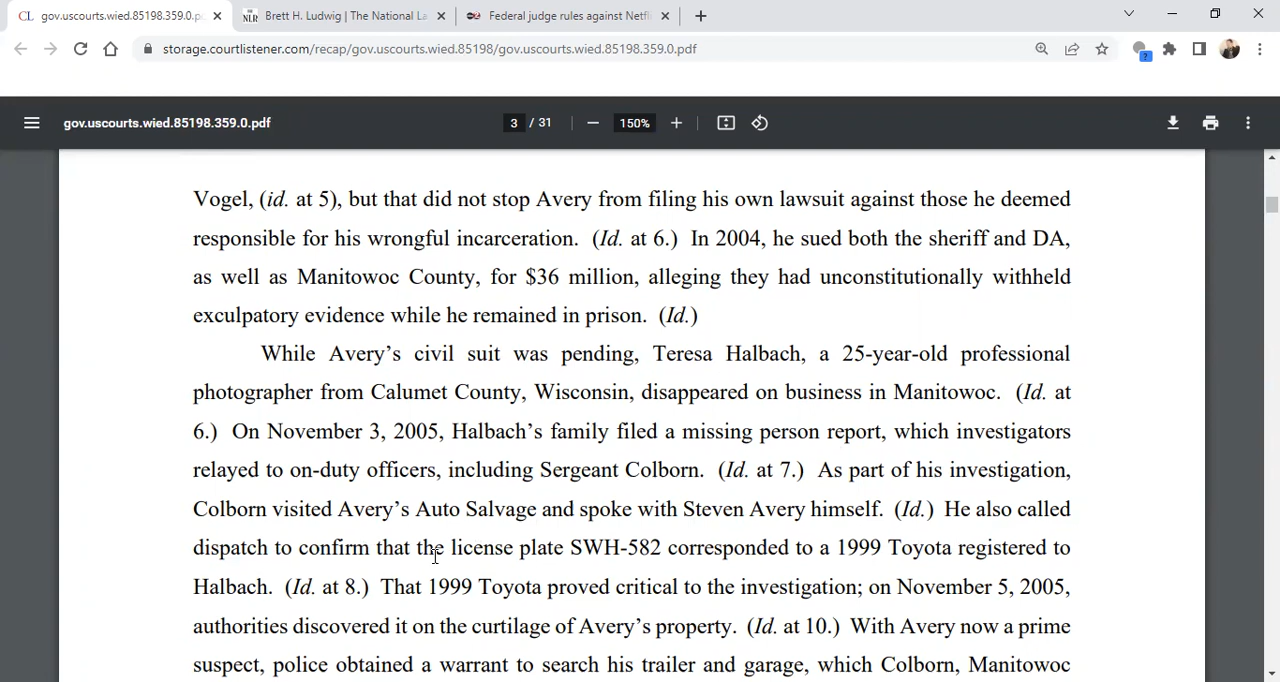 CL gov.uscourts.wied.85198.359.0.p
THE NLR Brett H. Ludwig | The National La
Federal judge rules against Netfl
storage.courtlistener.com/recap/gov.uscourts.wied.85198/gov.uscourts.wied.85198.359.0.pdf
?
gov.uscourts.wied.85198.359.0.pdf
3 / 31
150%
Vogel, (id. at 5), but that did not stop Avery from filing his own lawsuit against those he deemed
responsible for his wrongful incarceration. (Id. at 6.) In 2004, he sued both the sheriff and DA,
as well as Manitowoc County, for $36 million, alleging they had unconstitutionally withheld
exculpatory evidence while he remained in prison. (Id.)
While Avery’s civil suit was pending, Teresa Halbach, a 25-year-old professional
photographer from Calumet County, Wisconsin, disappeared on business in Manitowoc. (Id. at
6.) On November 3, 2005, Halbach’s family filed a missing person report, which investigators
relayed to on-duty officers, including Sergeant Colborn. (Id. at 7.) As part of his investigation,
Colborn visited Avery’s Auto Salvage and spoke with Steven Avery himself. (Id.) He also called
dispatch to confirm that the license plate SWH-582 corresponded to a 1999 Toyota registered to
Halbach. (Id. at 8.) That 1999 Toyota proved critical to the investigation; on November 5, 2005,
authorities discovered it on the curtilage of Avery’s property. (Id. at 10.) With Avery now a prime
suspect, police obtained a warrant to search his trailer and garage, which Colborn, Manitowoc